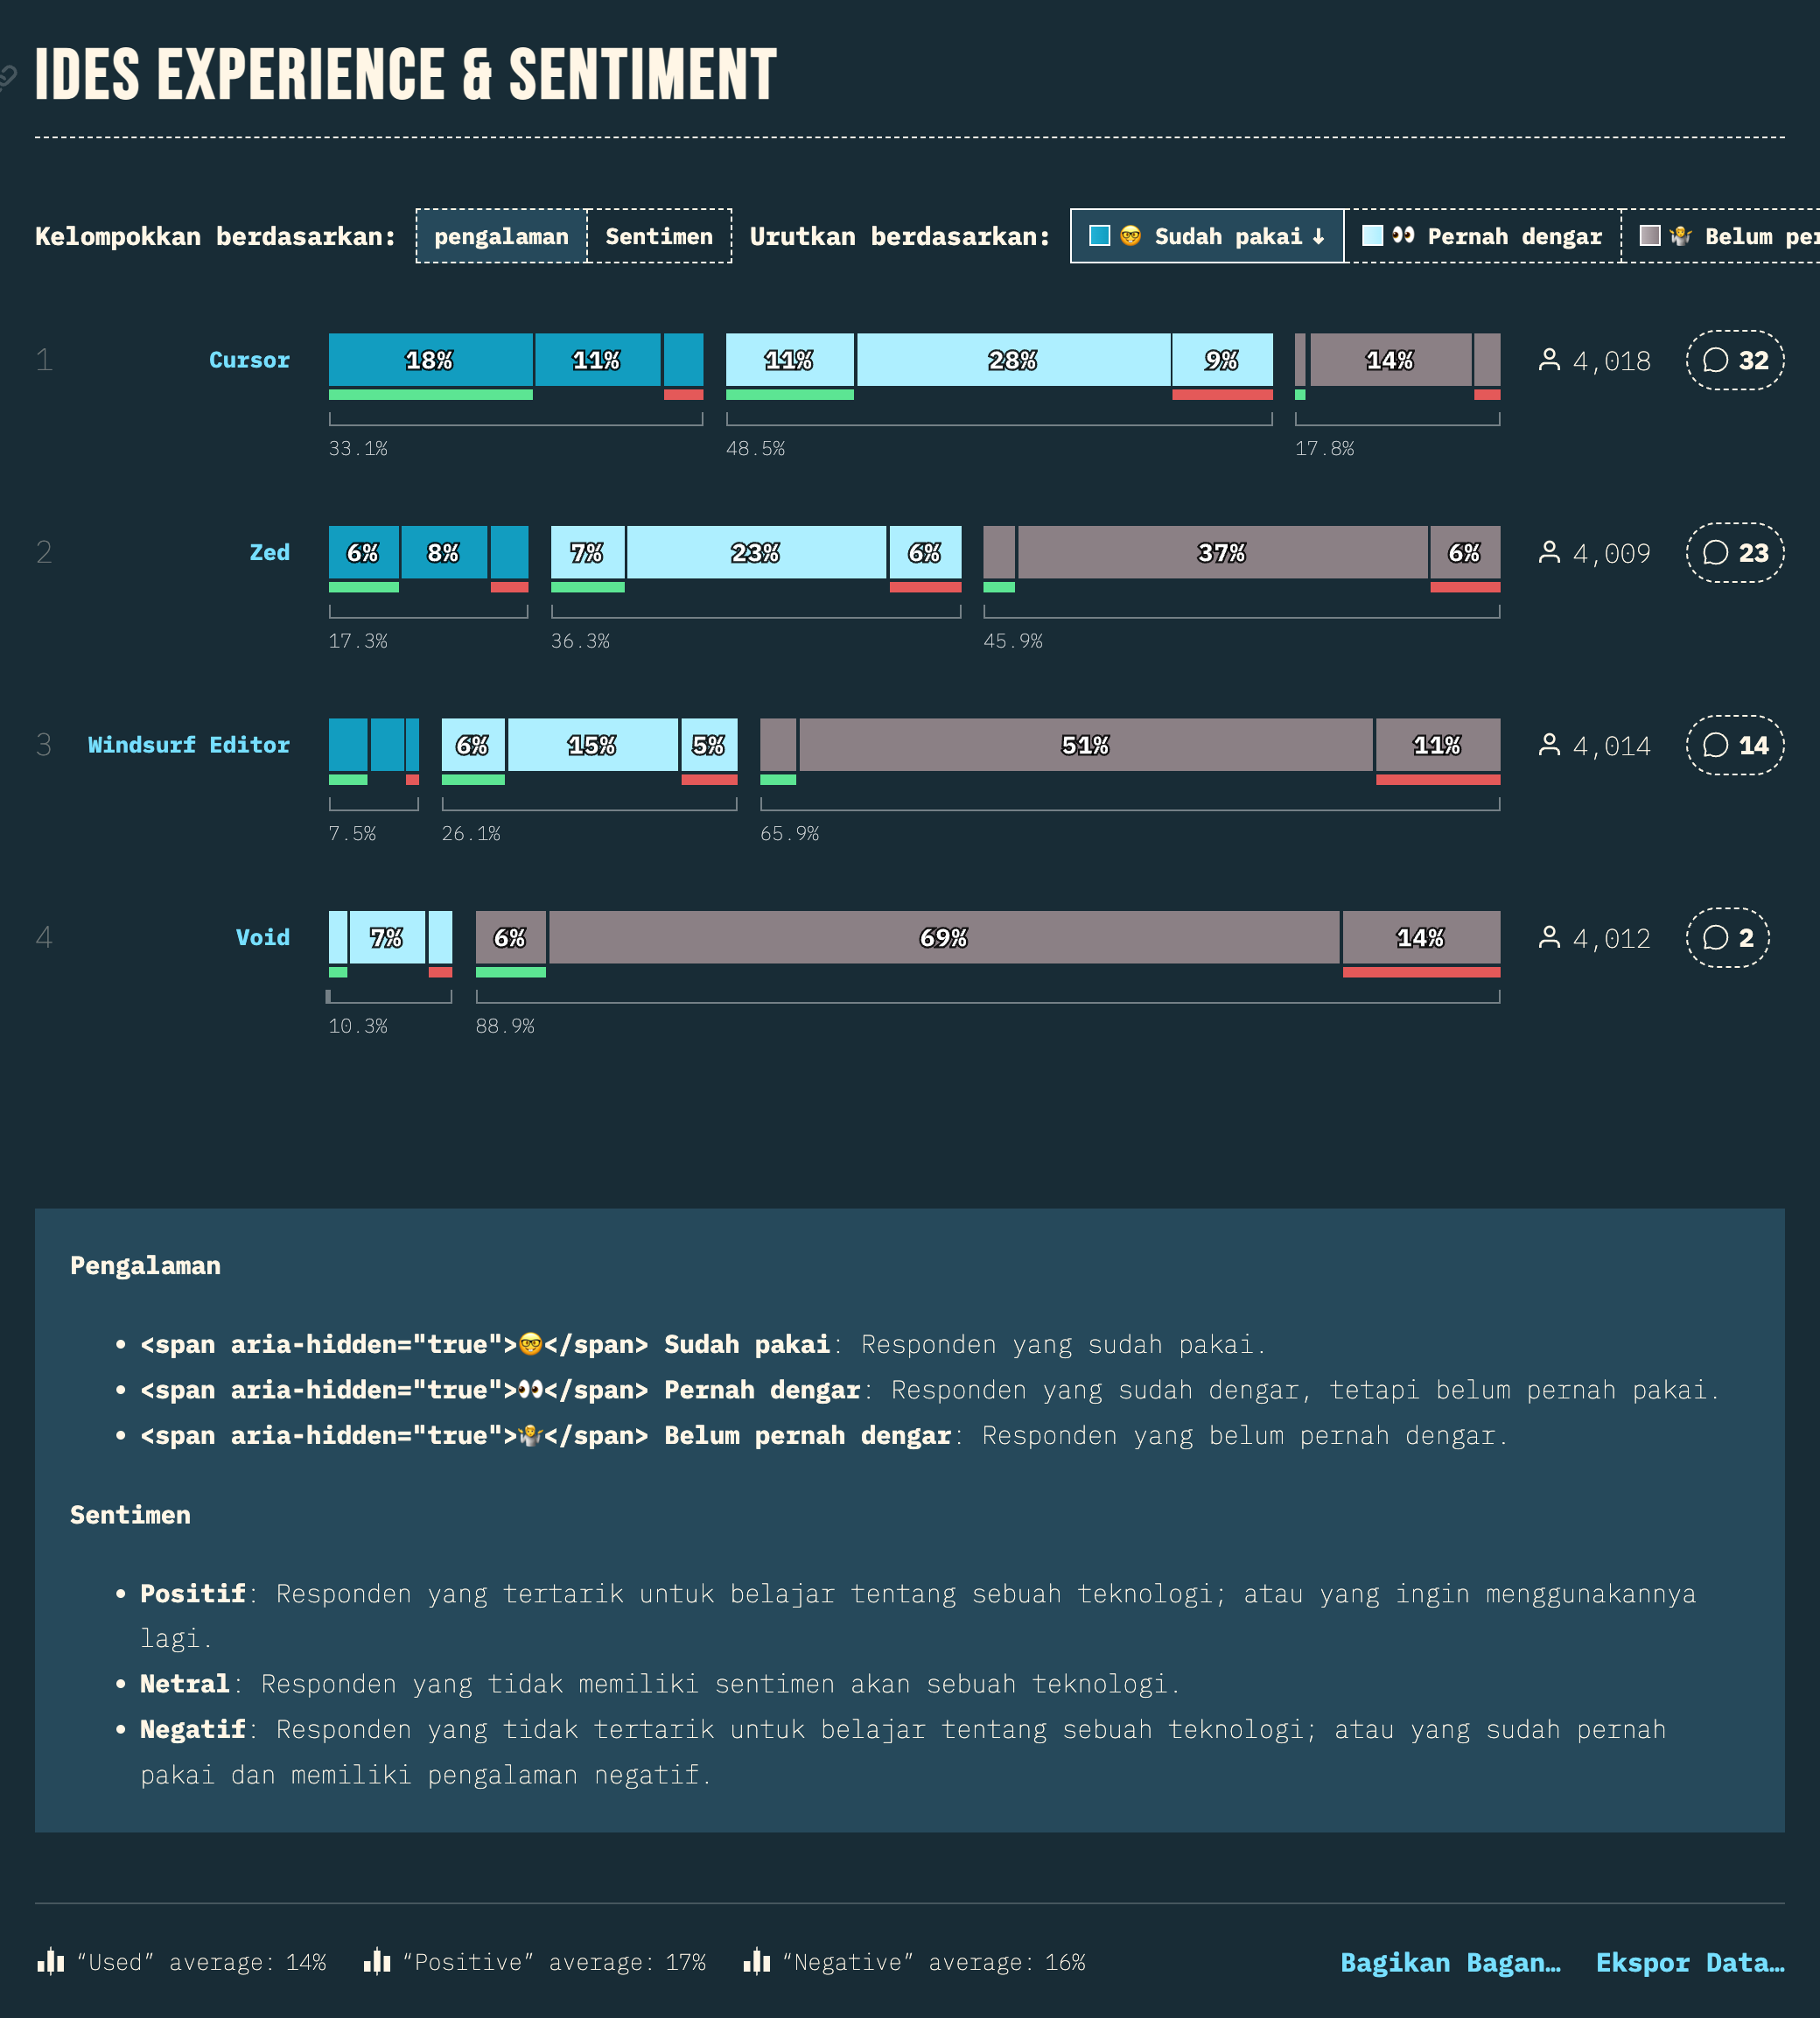 IDES EXPERIENCE & SENTIMENT
Kelompokkan berdasarkan: pengalaman Sentimen Urutkan berdasarkan: 🤓 Sudah pakai ↓ 👀 Pernah dengar 🤷 Belum per
1 Cursor 18% 11% 11% 28% 9% 14% 4,018 32
33.1% 48.5% 17.8%
2 Zed 6% 8% 7% 23% 6% 37% 6% 4,009 23
17.3% 36.3% 45.9%
3 Windsurf Editor 6% 15% 5% 51% 11% 4,014 14
7.5% 26.1% 65.9%
4 Void 7% 6% 69% 14% 4,012 2
10.3% 88.9%
Pengalaman
• <span aria-hidden="true">🤓</span> Sudah pakai: Responden yang sudah pakai.
• <span aria-hidden="true">👀</span> Pernah dengar: Responden yang sudah dengar, tetapi belum pernah pakai.
• <span aria-hidden="true">🤷</span> Belum pernah dengar: Responden yang belum pernah dengar.
Sentimen
• Positif: Responden yang tertarik untuk belajar tentang sebuah teknologi; atau yang ingin menggunakannya
lagi.
• Netral: Responden yang tidak memiliki sentimen akan sebuah teknologi.
• Negatif: Responden yang tidak tertarik untuk belajar tentang sebuah teknologi; atau yang sudah pernah
pakai dan memiliki pengalaman negatif.
“Used” average: 14% “Positive” average: 17% “Negative” average: 16% Bagikan Bagan… Ekspor Data…